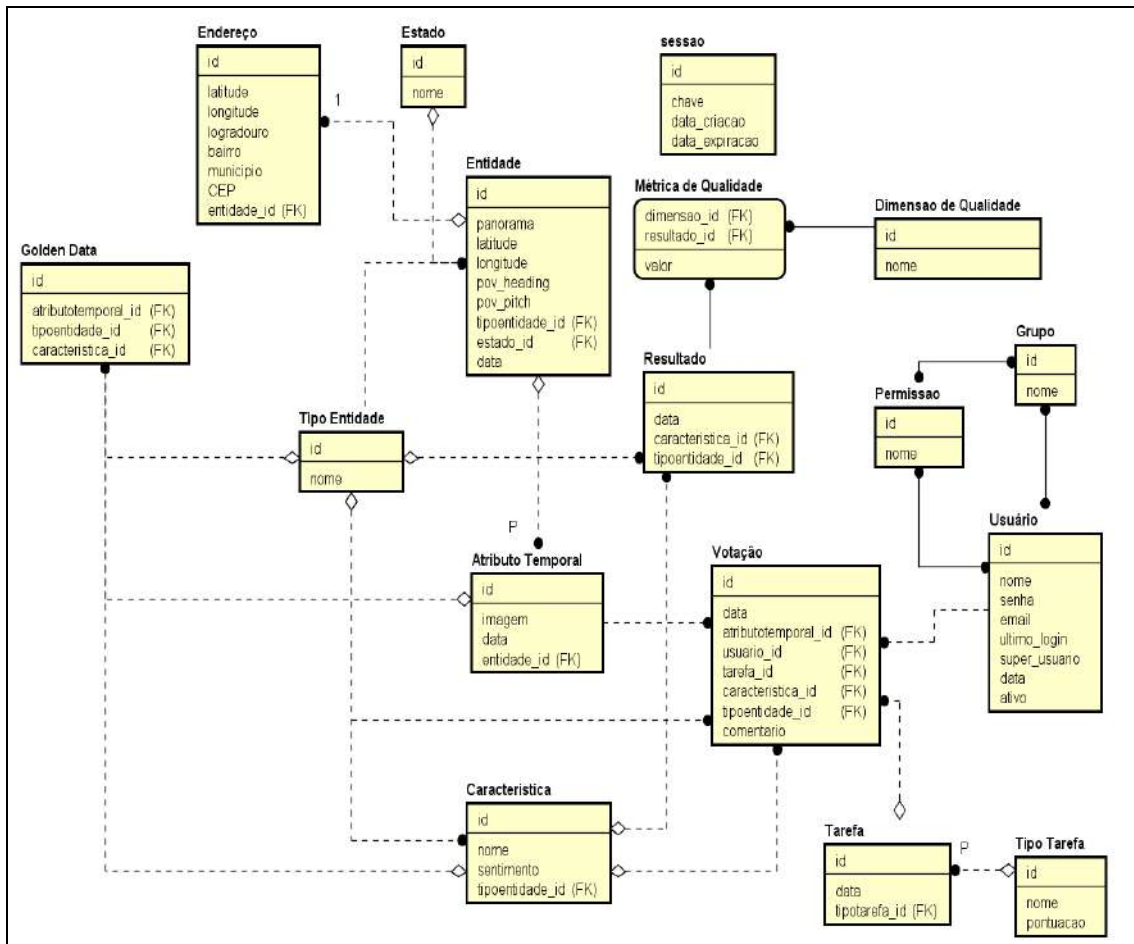 Endereço
id
latitude
longitude
logradouro
bairro
municipio
CEP
entidade_id (FK)
1
Estado
id
nome
sessao
id
chave
data_criacao
data_expiracao
Entidade
id
panorama
latitude
longitude
pov_heading
pov_pitch
tipoentidade_id (FK)
estado_id (FK)
data
Métrica de Qualidade
dimensao_id (FK)
resultado_id (FK)
valor
Dimensao de Qualidade
id
nome
Golden Data
id
atributotemporal_id (FK)
tipoentidade_id (FK)
caracteristica_id (FK)
Grupo
id
nome
Resultado
id
data
caracteristica_id (FK)
tipoentidade_id (FK)
Permissao
id
nome
Tipo Entidade
id
nome
P
Atributo Temporal
id
imagem
data
entidade_id (FK)
Votação
id
data
atributotemporal_id (FK)
usuario_id (FK)
tarefa_id (FK)
caracteristica_id (FK)
tipoentidade_id (FK)
comentario
Usuário
id
nome
senha
email
ultimo_login
super_usuario
data
ativo
Caracteristica
id
nome
sentimento
tipoentidade_id (FK)
Tarefa
id
data
tipotarefa_id (FK)
P
Tipo Tarefa
id
nome
pontuacao